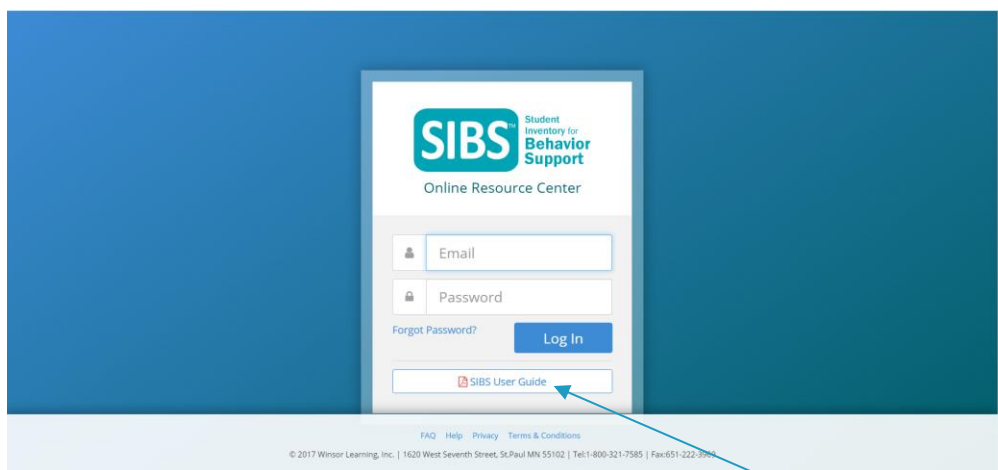 SIBS™
Student
Inventory for
Behavior
Support
Online Resource Center
Email
Password
Forgot Password?
Log In
SIBS User Guide
FAQ Help Privacy Terms & Conditions
© 2017 Winsor Learning, Inc. | 1620 West Seventh Street, St.Paul MN 55102 | Tel:1-800-321-7585 | Fax:651-222-3969